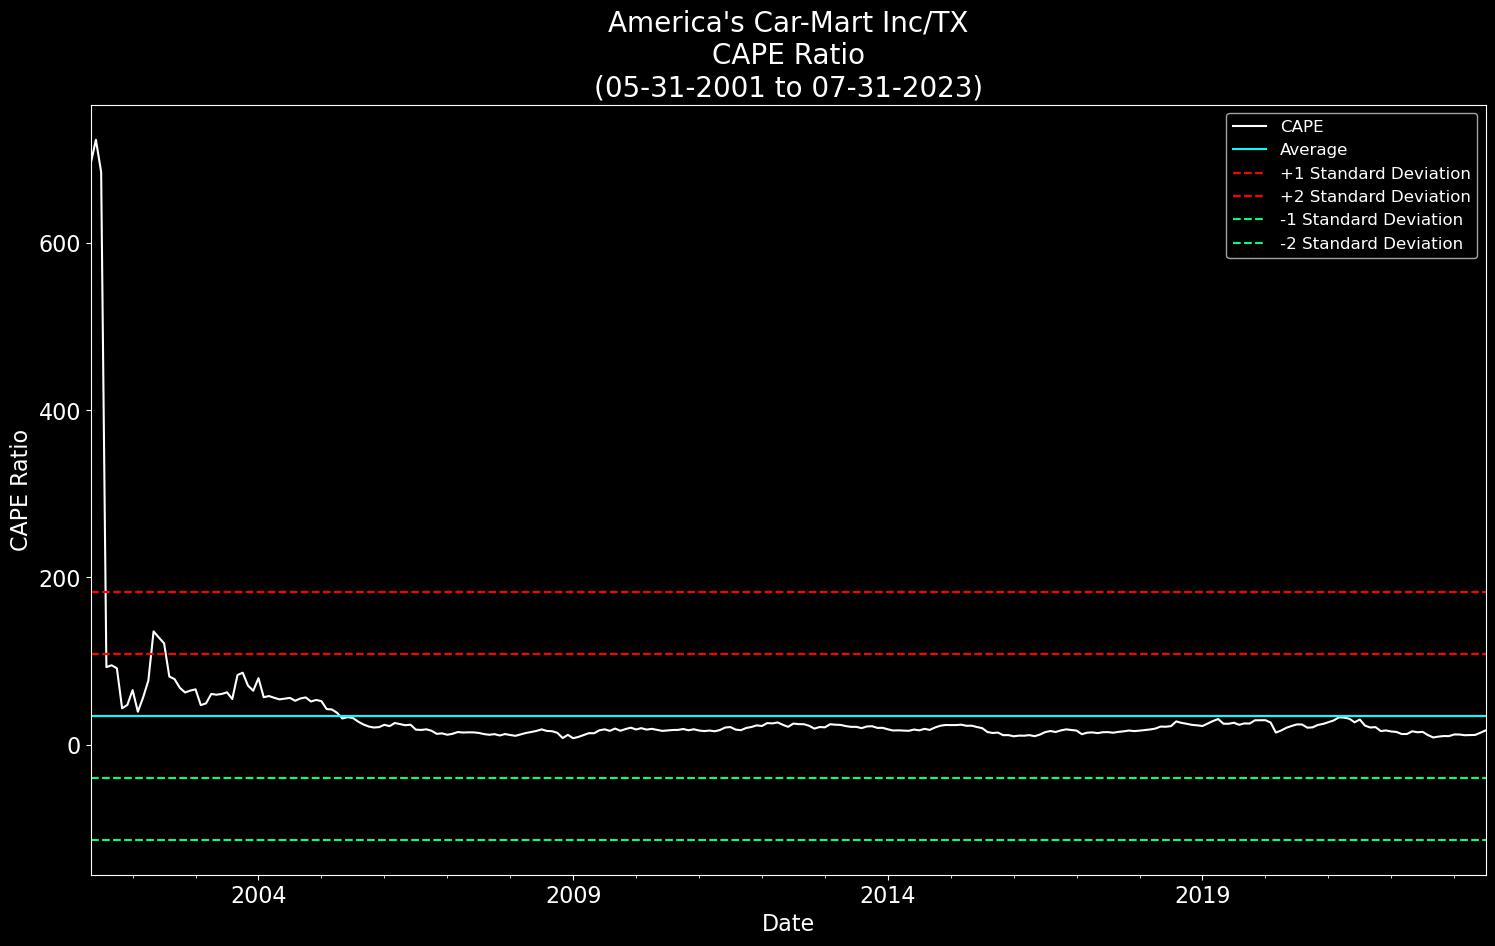 America's Car-Mart Inc/TX
CAPE Ratio
(05-31-2001 to 07-31-2023)
CAPE
Average
+1 Standard Deviation
+2 Standard Deviation
-1 Standard Deviation
-2 Standard Deviation
CAPE Ratio
600
400
200
0
2004
2009
2014
2019
Date